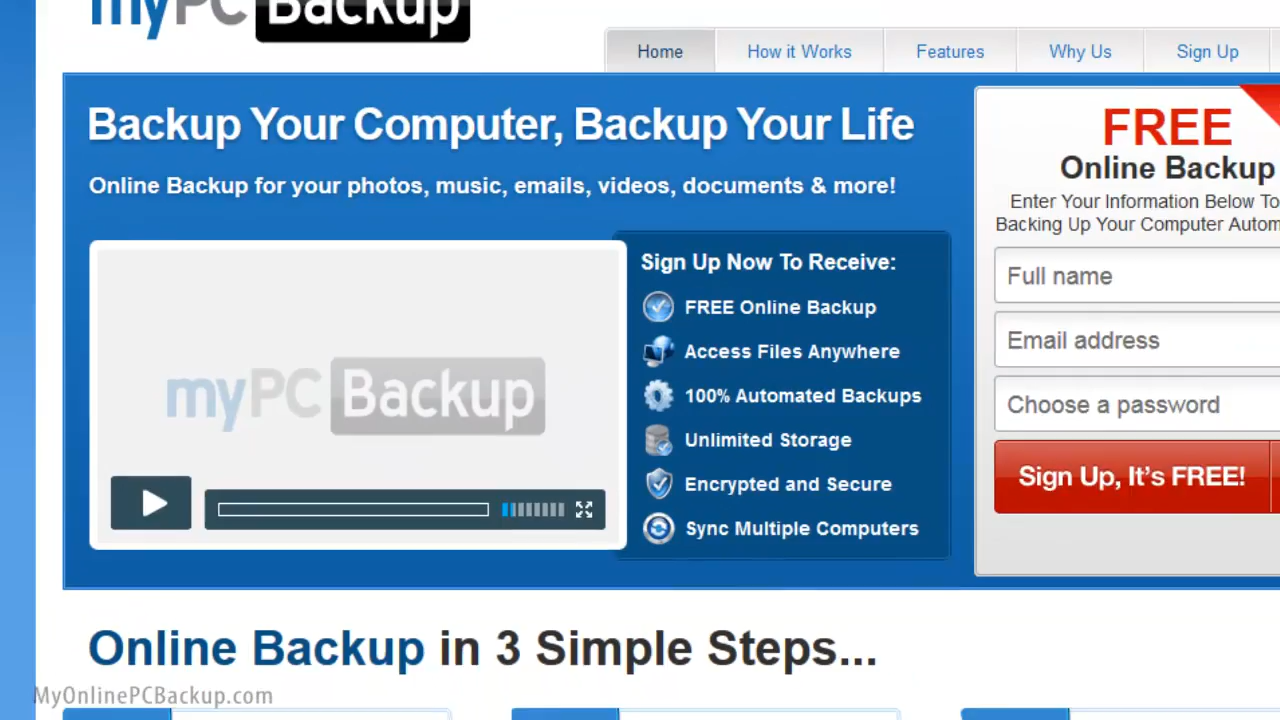 myPC Backup
Home
How it Works
Features
Why Us
Sign Up
Backup Your Computer, Backup Your Life
Online Backup for your photos, music, emails, videos, documents & more!
myPC Backup
Sign Up Now To Receive:
FREE Online Backup
Access Files Anywhere
100% Automated Backups
Unlimited Storage
Encrypted and Secure
Sync Multiple Computers
FREE
Online Backup
Enter Your Information Below To
Backing Up Your Computer Autom
Full name
Email address
Choose a password
Sign Up, It's FREE!
Online Backup in 3 Simple Steps...
MyOnlinePCBackup.com